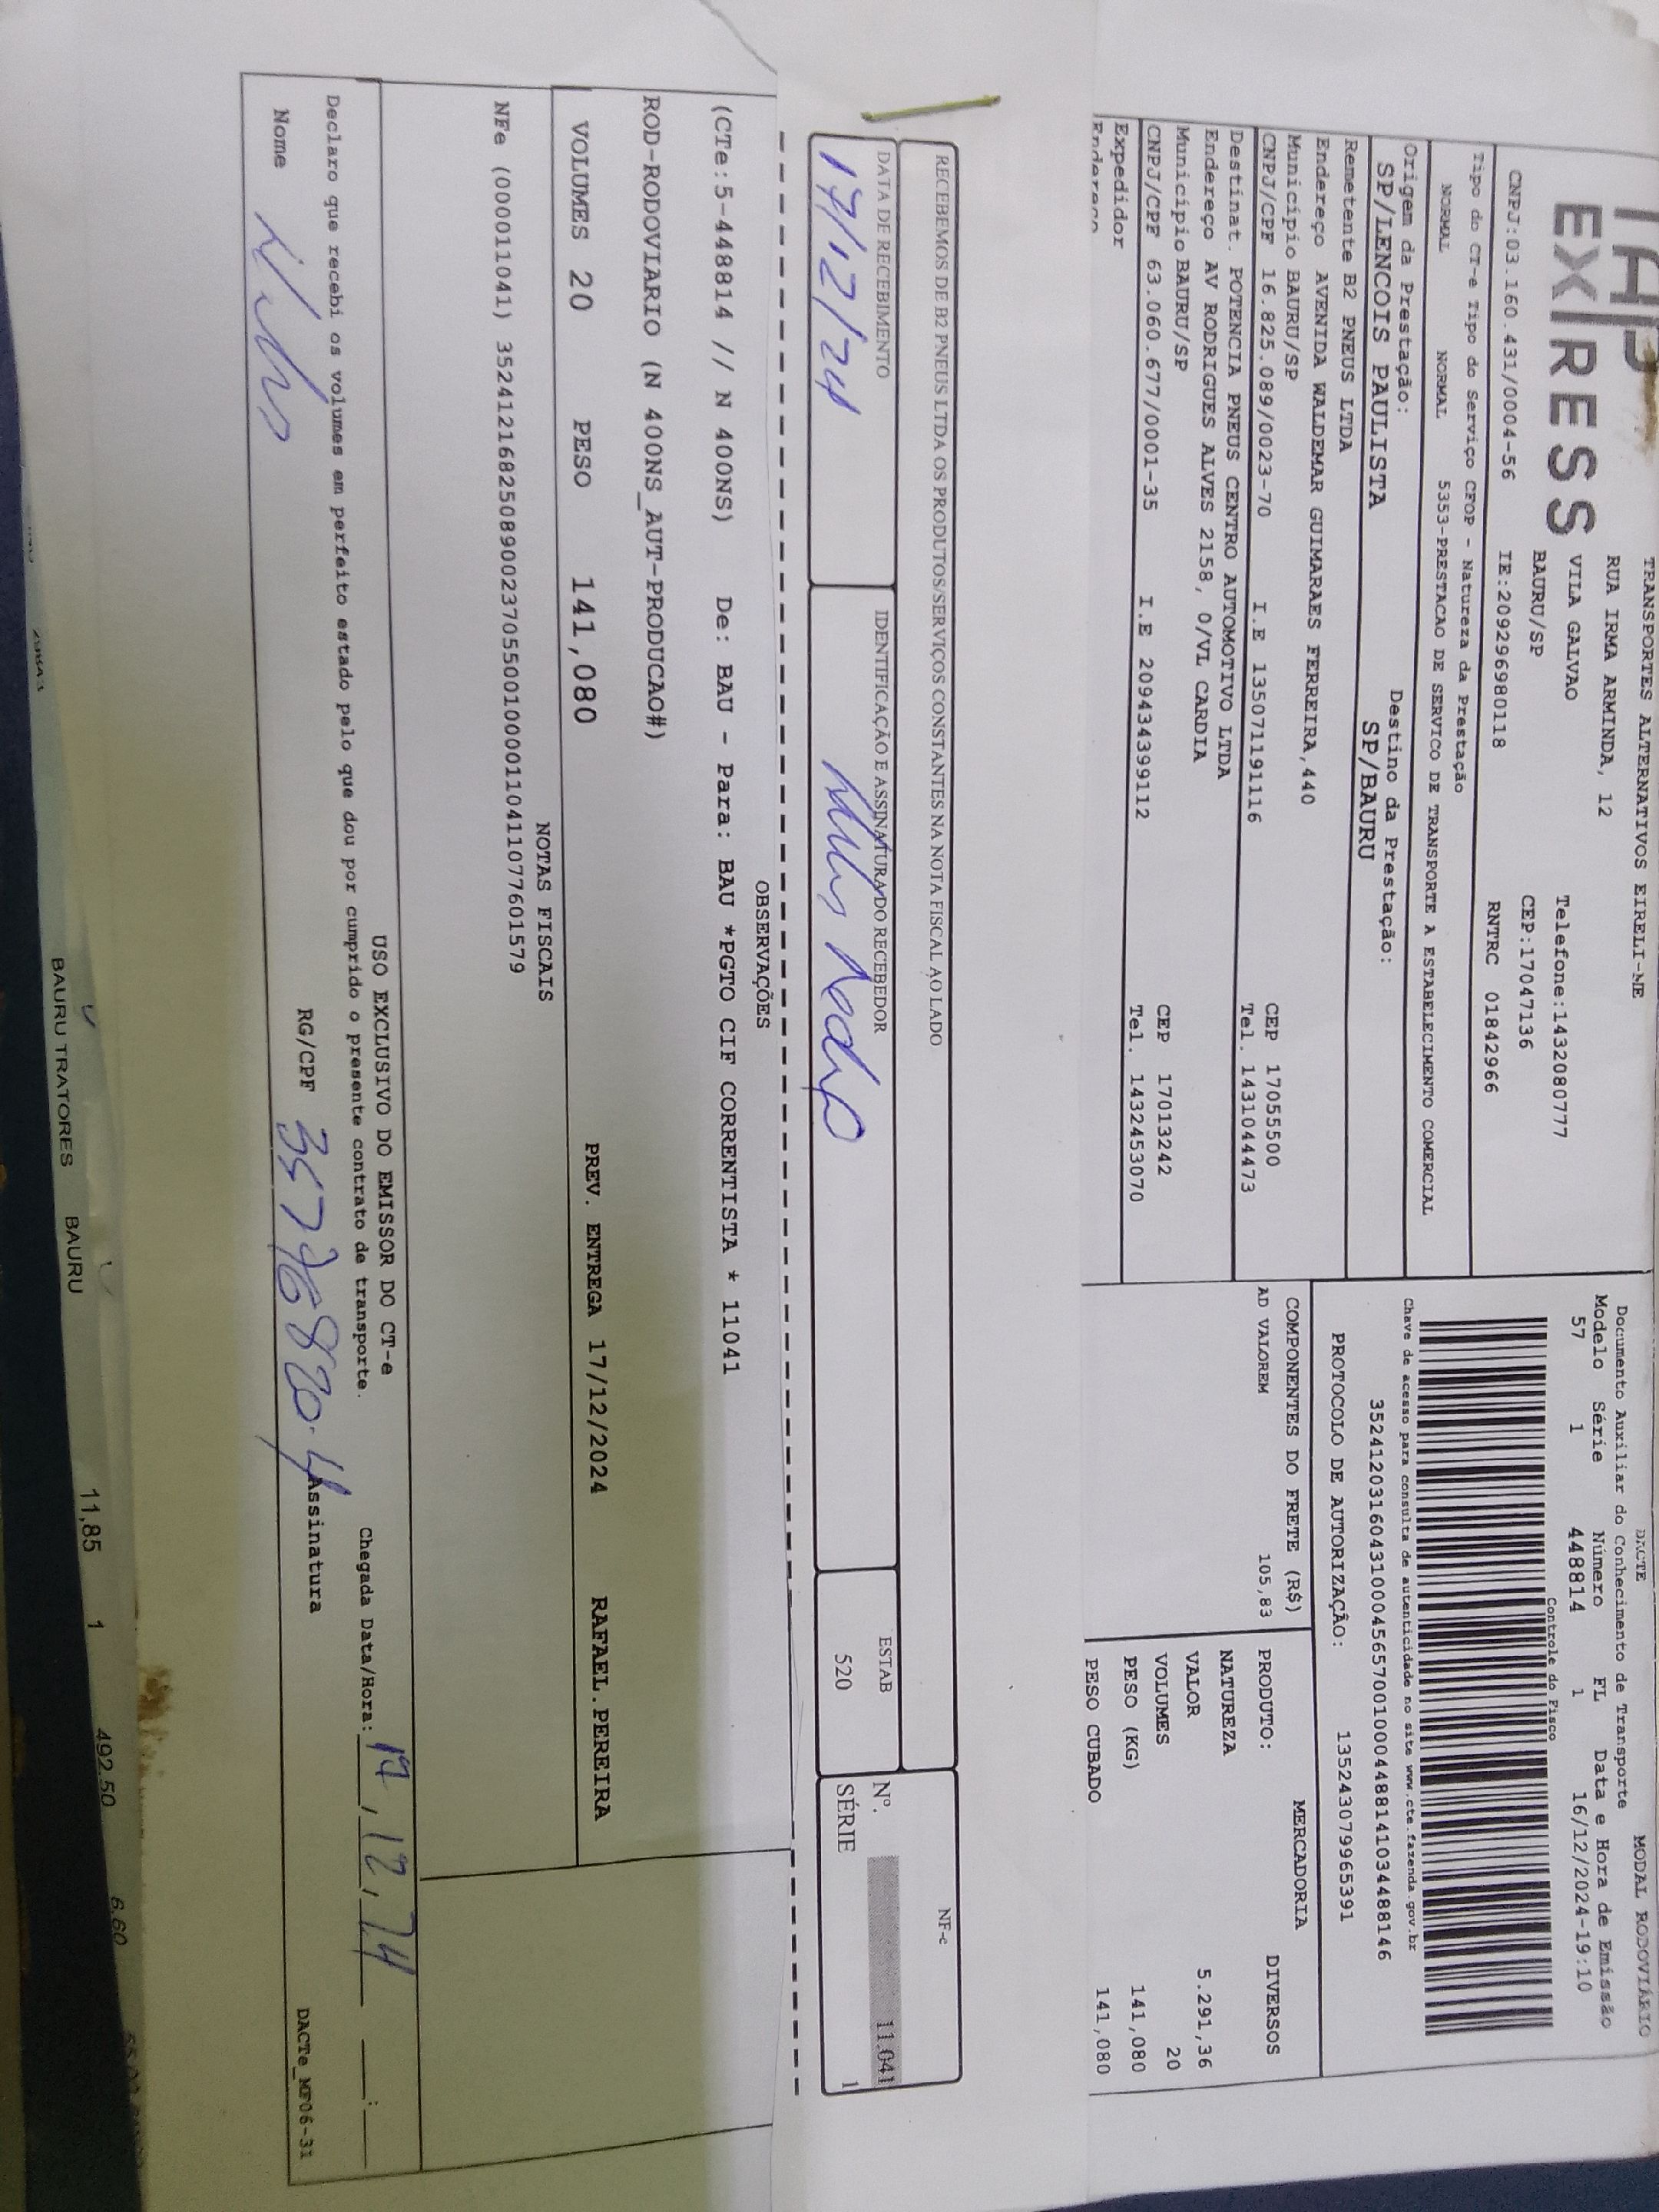 TAP
EXPRESS
TRANSPORTES ALTERNATIVOS EIRELI-ME
RUA IRMA ARMINDA, 12
VILA GALVAO Telefone:1432080777
BAURU/SP CEP:17047136
CNPJ:03.160.431/0004-56 IE:209296980118 RNTRC 01842966
Tipo do CT-e Tipo do Serviço CFOP - Natureza da Prestação
NORMAL NORMAL 5353-PRESTACAO DE SERVICO DE TRANSPORTE A ESTABELECIMENTO COMERCIAL
Origem da Prestação: Destino da Prestação:
SP/LENCOIS PAULISTA SP/BAURU
Remetente B2 PNEUS LTDA
Endereço AVENIDA WALDEMAR GUIMARAES FERREIRA,440
Município BAURU/SP CEP 17055500
CNPJ/CPF 16.825.089/0023-70 I.E 135071191116 Tel. 1431044473
Destinat. POTENCIA PNEUS CENTRO AUTOMOTIVO LTDA
Endereço AV RODRIGUES ALVES 2158, 0/VL CARDIA
Município BAURU/SP CEP 17013242
CNPJ/CPF 63.060.677/0001-35 I.E 209434399112 Tel. 1432453070
Expedidor
Endereço
DACTE MODAL RODOVIÁRIO
Documento Auxiliar do Conhecimento de Transporte
Modelo Série Número FL Data e Hora de Emissão
57 1 448814 1 16/12/2024-19:10
Controle do Fisco
Chave de acesso para consulta de autenticidade no site www.cte.fazenda.gov.br
35241203160431000456570010004488141034488146
PROTOCOLO DE AUTORIZAÇÃO: 135243079965391
COMPONENTES DO FRETE (R$) MERCADORIA
AD VALOREM 105,83
PRODUTO: DIVERSOS
NATUREZA
VALOR 5.291,36
VOLUMES 20
PESO (KG) 141,080
PESO CUBADO 141,080
RECEBEMOS DE B2 PNEUS LTDA OS PRODUTOS/SERVIÇOS CONSTANTES NA NOTA FISCAL AO LADO NF-e
DATA DE RECEBIMENTO IDENTIFICAÇÃO E ASSINATURA DO RECEBEDOR ESTAB Nº. 11.041
17/12/24 520 SÉRIE 1
OBSERVAÇÕES
(CTe:5-448814 // N 400NS) De: BAU - Para: BAU *PGTO CIF CORRENTISTA * 11041
ROD-RODOVIARIO (N 400NS_AUT-PRODUCAO#)
VOLUMES 20 PESO 141,080 PREV. ENTREGA 17/12/2024 RAFAEL.PEREIRA
NOTAS FISCAIS
NFe (000011041) 35241216825089002370550010000110411077601579
USO EXCLUSIVO DO EMISSOR DO CT-e
Declaro que recebi os volumes em perfeito estado pelo que dou por cumprido o presente contrato de transporte. Chegada Data/Hora: 17/12/24 :
Nome RG/CPF Assinatura
DACTe_MF06-31
BAURU TRATORES BAURU 11,85 1 492,50 6,60